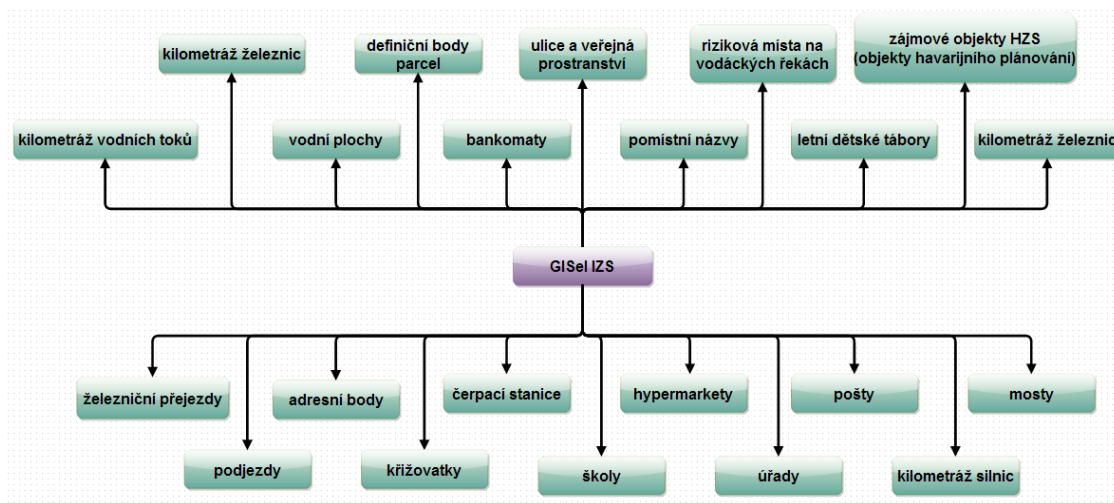 kilometráž železnic
definiční body
parcel
ulice a veřejná
prostranství
riziková místa na
vodáckých řekách
zájmové objekty HZS
(objekty havarijního plánování)
kilometráž vodních toků
vodní plochy
bankomaty
pomístní názvy
letní dětské tábory
kilometráž železnic
GISel IZS
železniční přejezdy
adresní body
čerpací stanice
hypermarkety
pošty
mosty
podjezdy
křižovatky
školy
úřady
kilometráž silnic